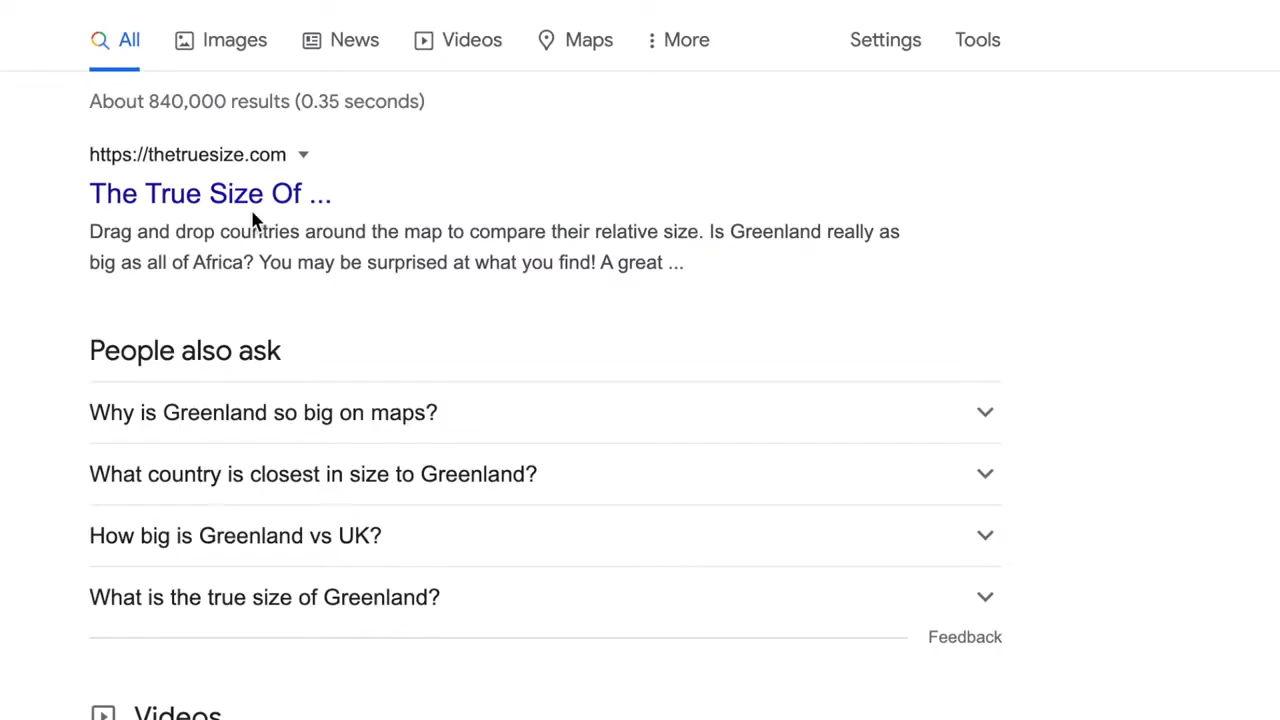 All Images News Videos Maps More Settings Tools
About 840,000 results (0.35 seconds)
https://thetruesize.com
The True Size Of ...
Drag and drop countries around the map to compare their relative size. Is Greenland really as
big as all of Africa? You may be surprised at what you find! A great ...
People also ask
Why is Greenland so big on maps?
What country is closest in size to Greenland?
How big is Greenland vs UK?
What is the true size of Greenland?
Feedback
Videos